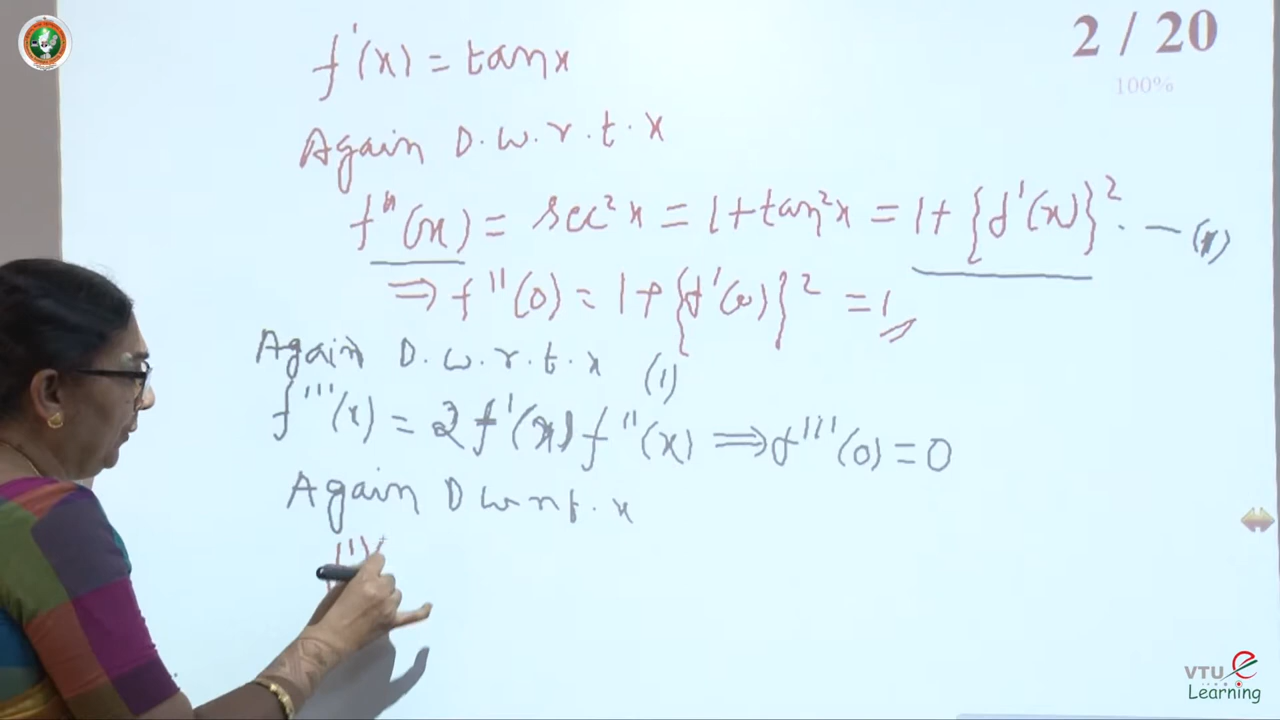 2 / 20
100%
f'(x) = tanx
Again D.w.r.t.x
f''(x) = sec²x = 1+tan²x = 1+{f'(x)}². — (1)
⇒ f''(0) = 1+{f'(0)}² = 1
Again D.w.r.t.x (1)
f'''(x) = 2f'(x) f''(x) ⟹ f'''(0) = 0
Again D w r t. x
VTU e
Learning